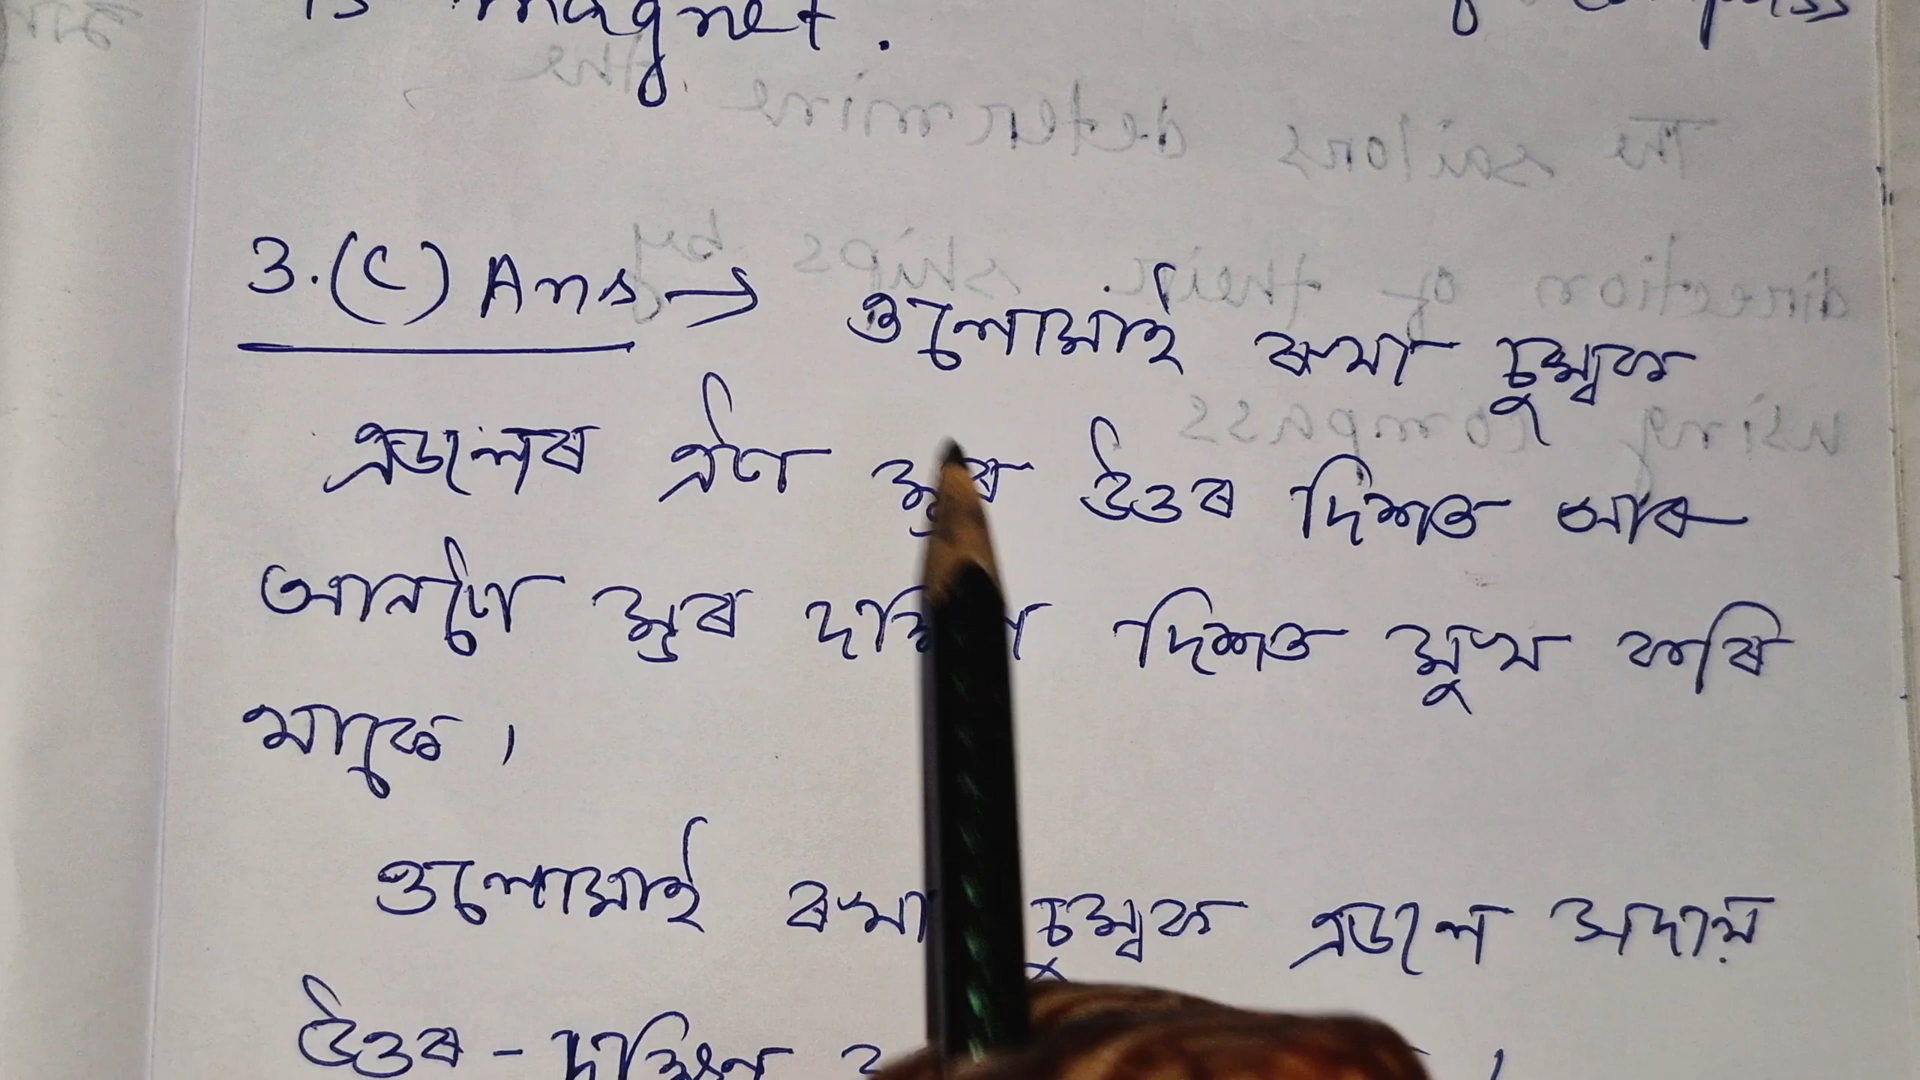 is magnet.
3.(C) Ans → ওলোমাই ৰখা চুম্বক
এডালৰ এটা মুৰ উত্তৰ দিশত আৰু
আনটো মুৰ দক্ষিণ দিশত মুখ কৰি
থাকে।
ওলোমাই ৰখা চুম্বক এডালে সদায়
উত্তৰ - দক্ষিণ